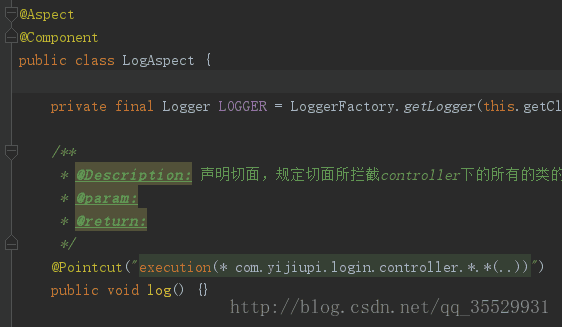 @Aspect
@Component
public class LogAspect {
private final Logger LOGGER = LoggerFactory.getLogger(this.getCl
/**
* @Description: 声明切面，规定切面所拦截controller下的所有的类的
* @param:
* @return:
*/
@Pointcut("execution(* com.yijiupi.login.controller.*.*(..))")
public void log() {}
http://blog.csdn.net/qq_35529931